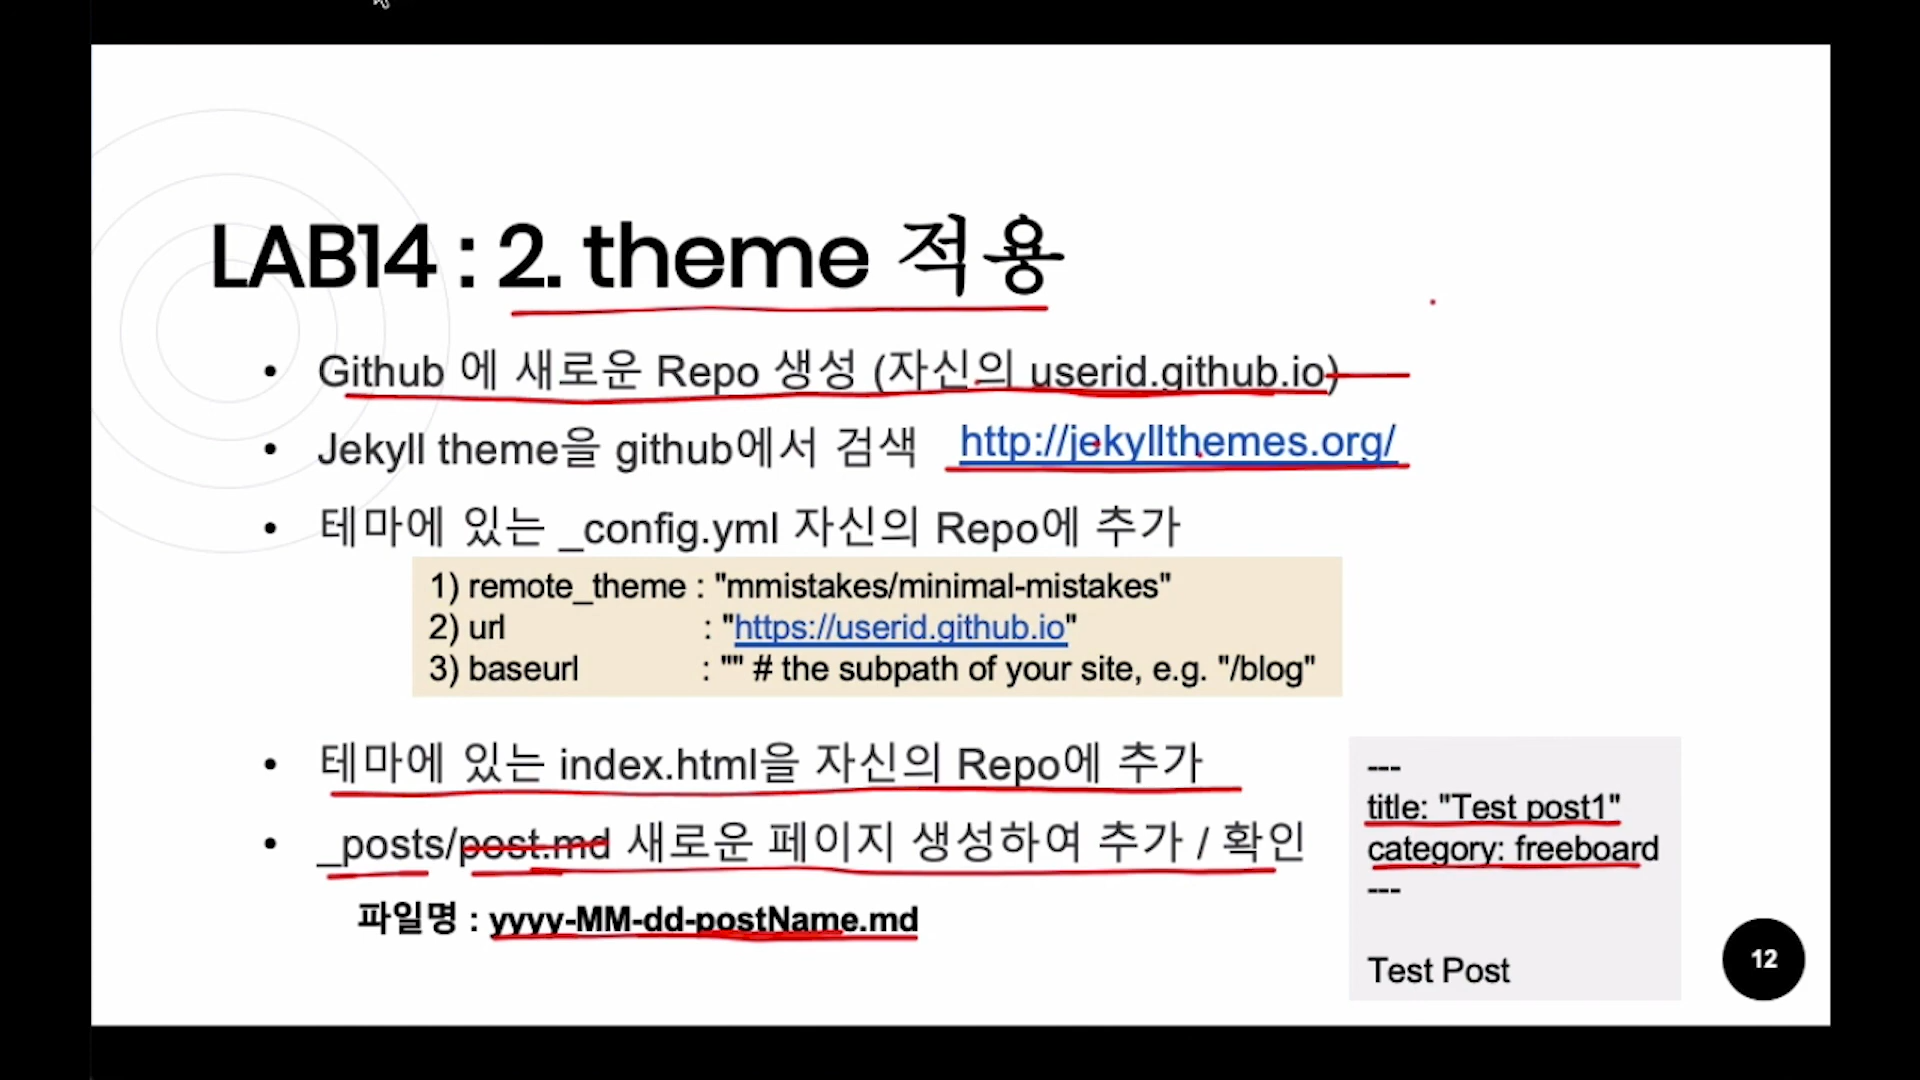 LAB14 : 2. theme 적용
• Github 에 새로운 Repo 생성 (자신의 userid.github.io)
• Jekyll theme을 github에서 검색 http://jekyllthemes.org/
• 테마에 있는 _config.yml 자신의 Repo에 추가
1) remote_theme : "mmistakes/minimal-mistakes"
2) url : "https://userid.github.io"
3) baseurl : "" # the subpath of your site, e.g. "/blog"
• 테마에 있는 index.html을 자신의 Repo에 추가
• _posts/post.md 새로운 페이지 생성하여 추가 / 확인
파일명 : yyyy-MM-dd-postName.md
---
title: "Test post1"
category: freeboard
---
Test Post
12